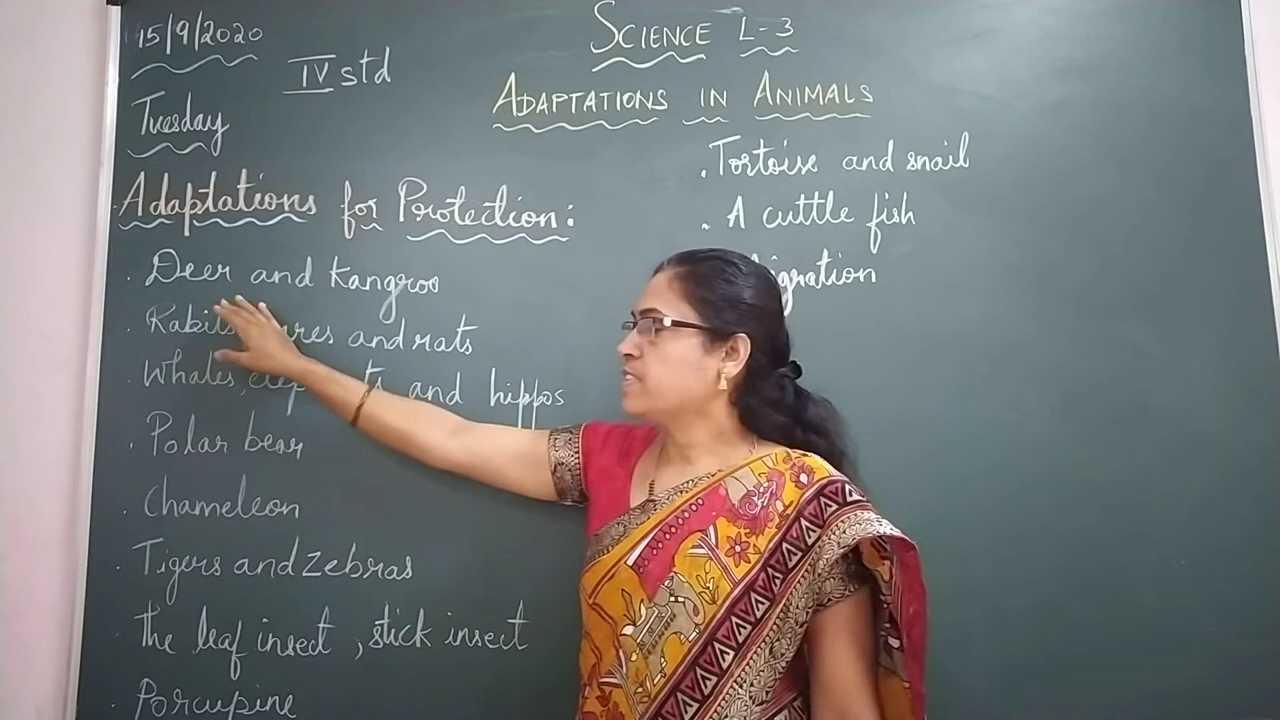 15/9/2020
IV std
Tuesday
SCIENCE L-3
ADAPTATIONS IN ANIMALS
Adaptations for Protection:
. Deer and kangroo
. Rabits and rats
. Whales, and hippos
. Polar bear
. Chameleon
. Tigers and zebras
. The leaf insect, stick insect
. Porcupine
. Tortoise and snail
. A cuttle fish